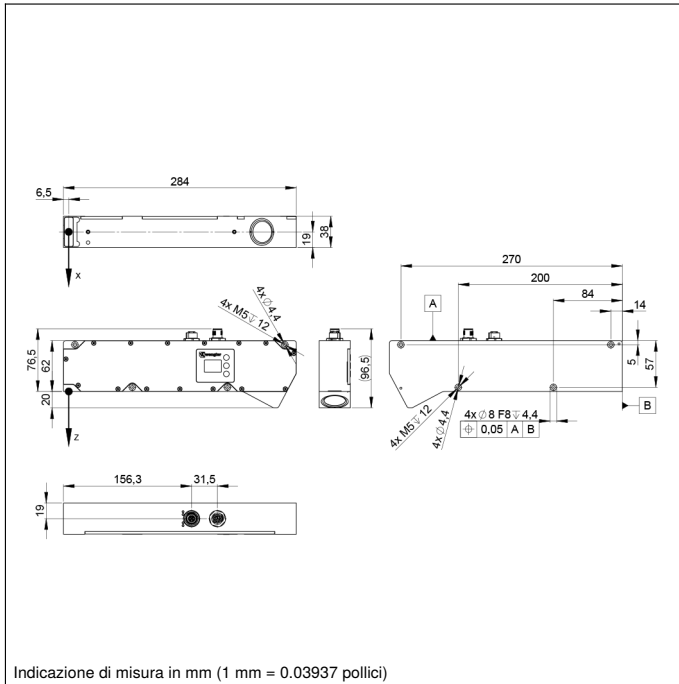 284
6,5
19
38
x
270
200
84
14
A
5
57
B
4x M5↧12
4x∅4,4
4x∅8 F8↧4,4
⌖ 0,05 A B
76,5
62
20
4x∅4,4
4x M5↧12
wenglor
z
(96,5)
156,3
31,5
19
Indicazione di misura in mm (1 mm = 0.03937 pollici)